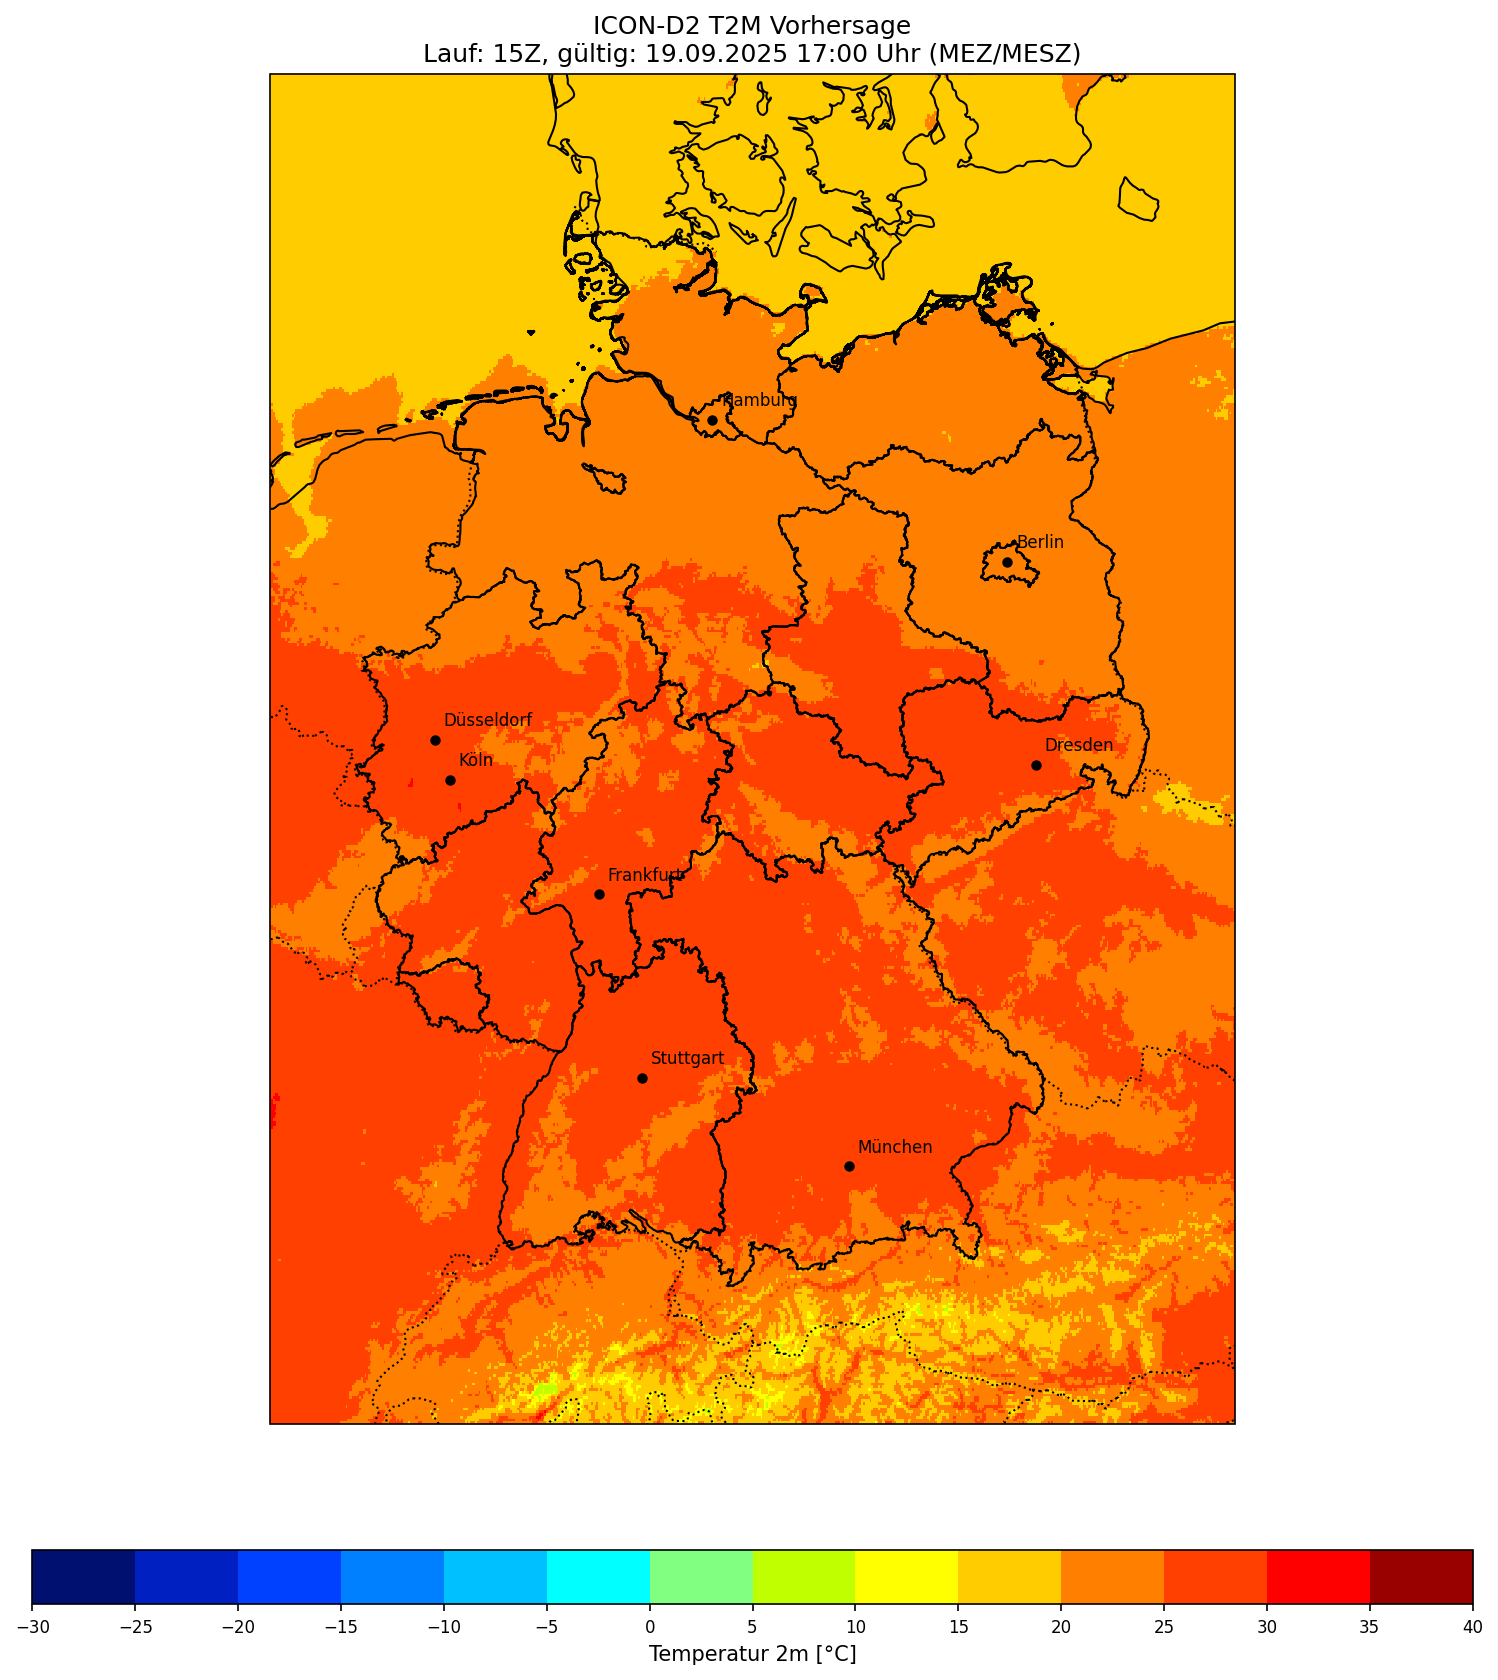 ICON-D2 T2M Vorhersage
Lauf: 15Z, gültig: 19.09.2025 17:00 Uhr (MEZ/MESZ)
Hamburg
Berlin
Düsseldorf
Köln
Dresden
Frankfurt
Stuttgart
München
−30 −25 −20 −15 −10 −5 0 5 10 15 20 25 30 35 40
Temperatur 2m [°C]